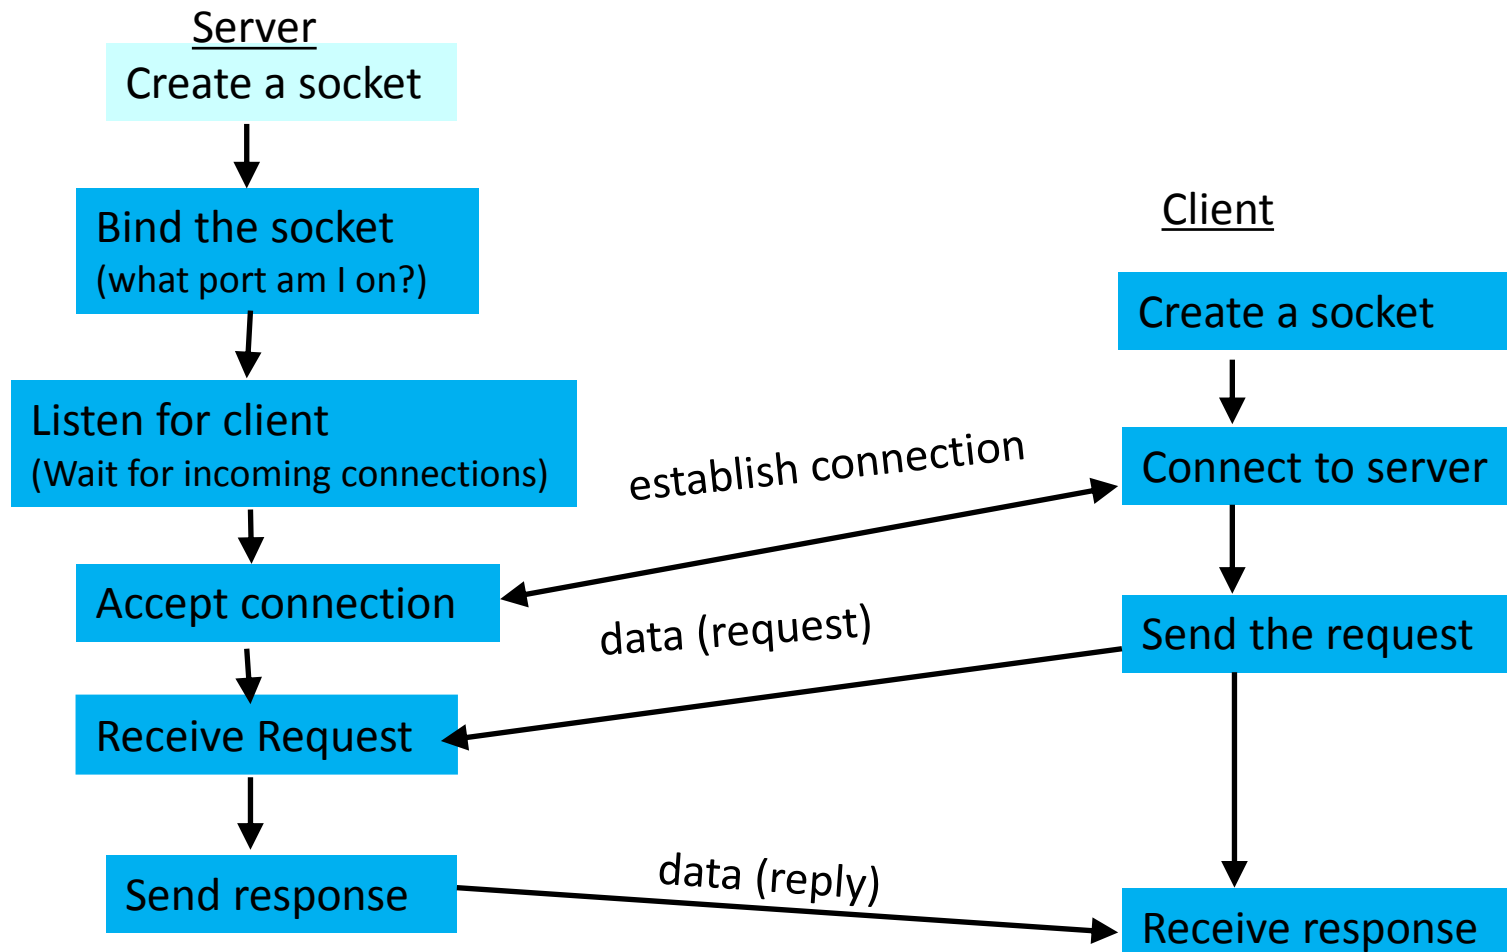 Server
Create a socket
Bind the socket
(what port am I on?)
Listen for client
(Wait for incoming connections)
Accept connection
Receive Request
Send response
establish connection
data (request)
data (reply)
Client
Create a socket
Connect to server
Send the request
Receive response